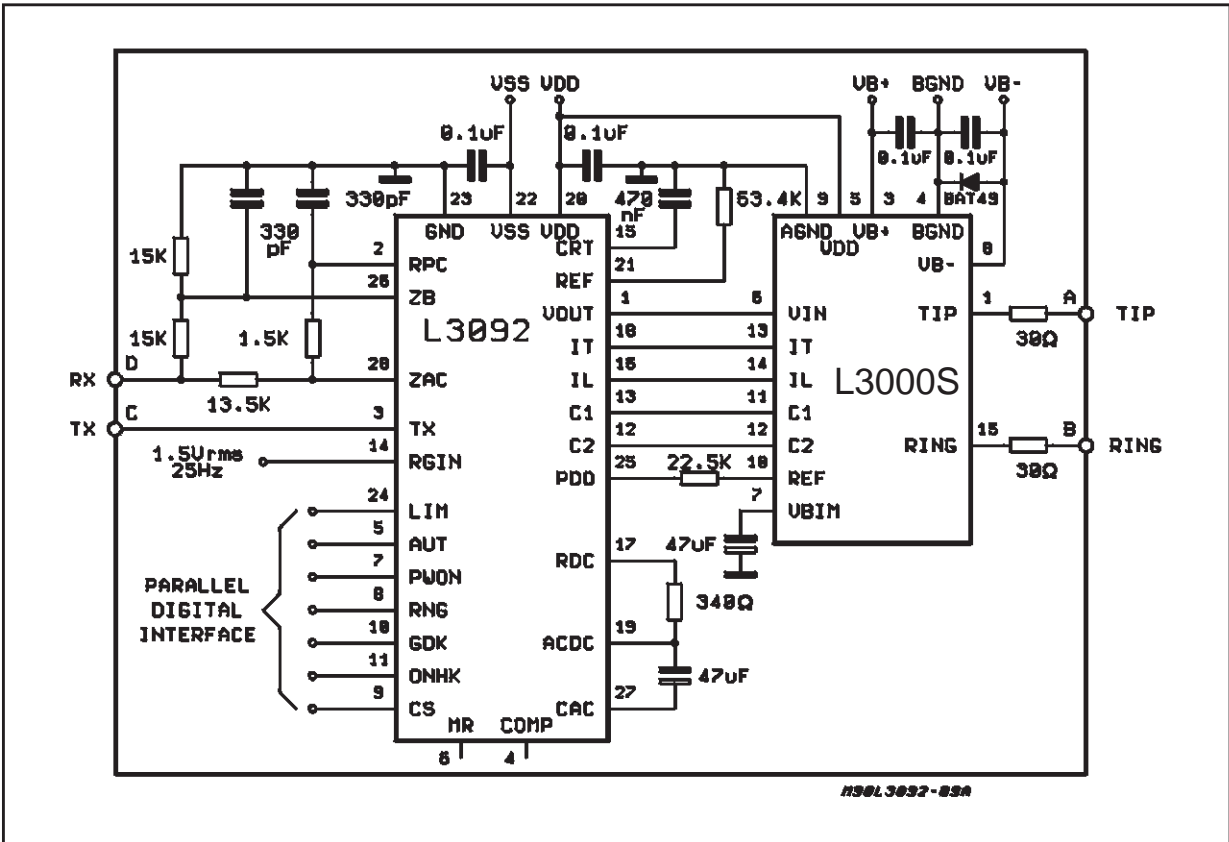 VSS VDD
VB+ BGND VB-
0.1uF
0.1uF
0.1uF 0.1uF
330pF
23
22
20
470
nF
15
53.4K
9
5
3
4
BAT49
330
pF
GND VSS VDD
CRT
AGND VB+ BGND
VDD
8
VB-
15K
2
RPC
21
REF
26
ZB
1
VOUT
6
VIN
TIP
1
A
TIP
30Ω
L3092
15K
1.5K
16
IT
13
IT
D
RX
28
ZAC
15
IL
14
IL
L3000S
13.5K
C
TX
3
TX
13
C1
11
C1
1.5Vrms
25Hz
14
RGIN
12
C2
12
C2
RING
15
B
RING
30Ω
25
PDO
22.5K
10
REF
24
LIM
7
VBIM
5
AUT
47uF
17
RDC
7
PWON
PARALLEL
DIGITAL
INTERFACE
8
RNG
340Ω
10
GDK
19
ACDC
11
ONHK
47uF
9
CS
27
CAC
MR COMP
6
4
M90L3092-09A